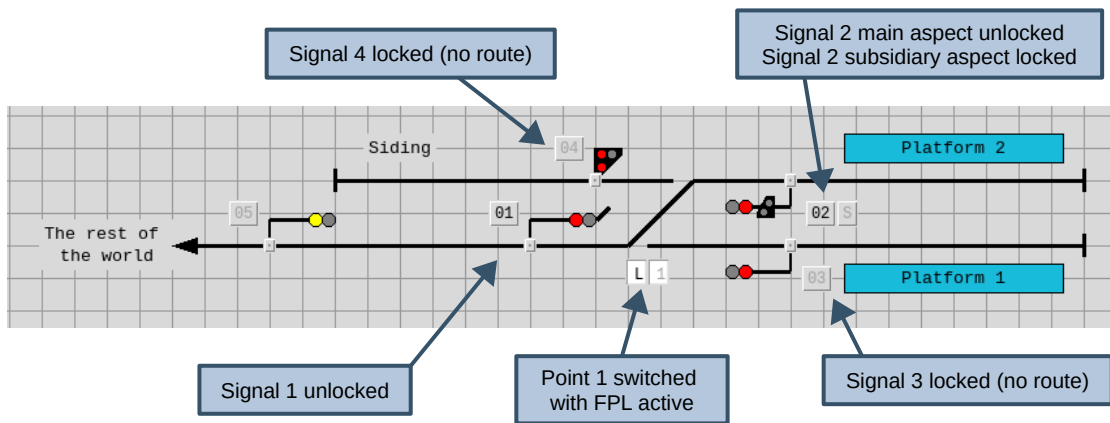 Signal 4 locked (no route)
Signal 2 main aspect unlocked
Signal 2 subsidiary aspect locked
Siding
04
Platform 2
05
01
02
S
The rest of
the world
L
1
03
Platform 1
Signal 1 unlocked
Point 1 switched
with FPL active
Signal 3 locked (no route)